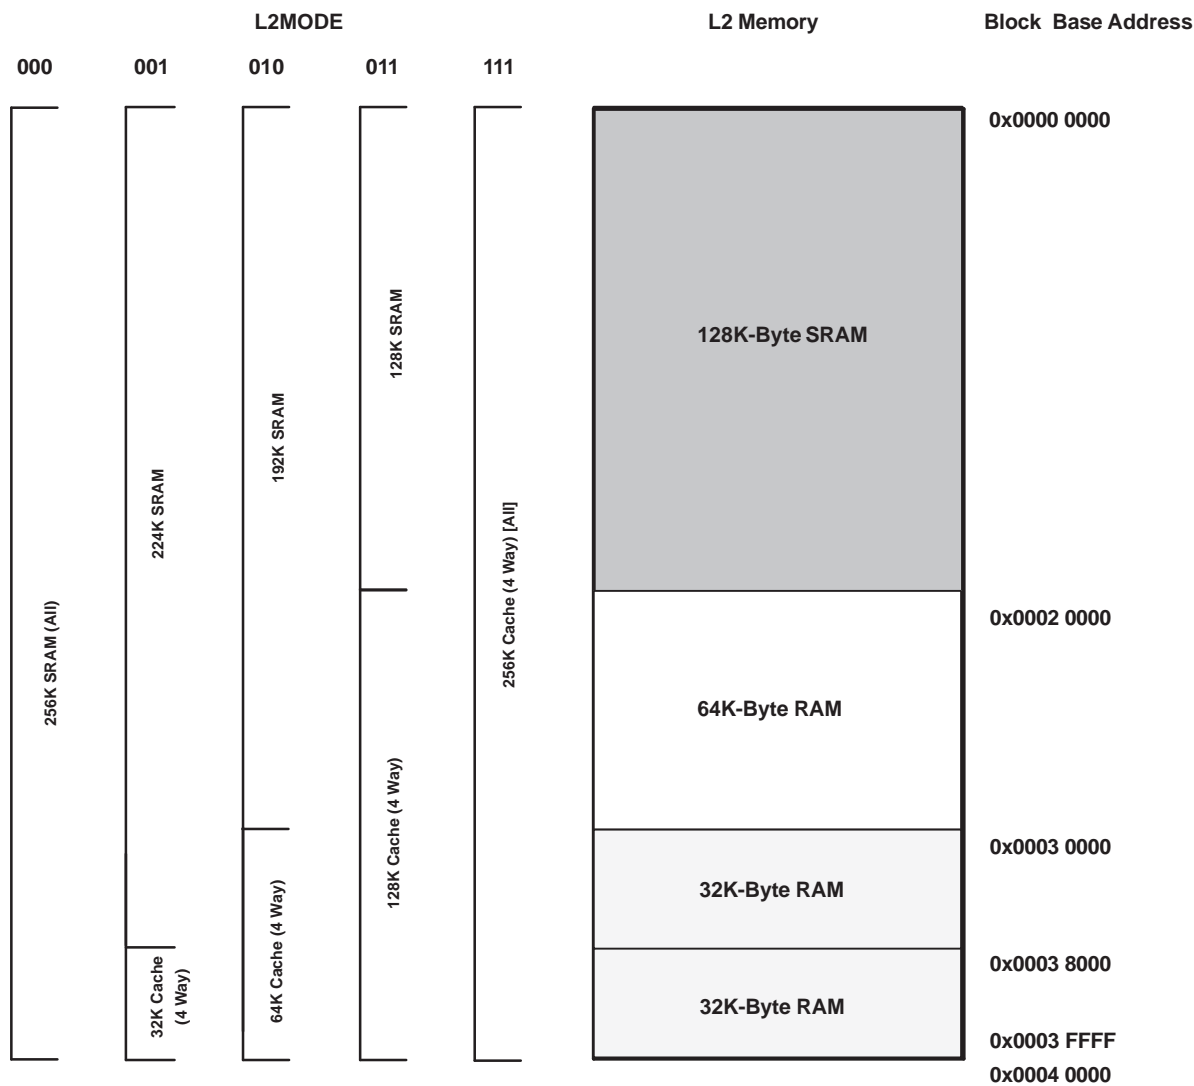 L2MODE
L2 Memory
Block Base Address
000
001
010
011
111
0x0000 0000
128K SRAM
128K-Byte SRAM
192K SRAM
224K SRAM
256K Cache (4 Way) [All]
256K SRAM (All)
0x0002 0000
64K-Byte RAM
128K Cache (4 Way)
0x0003 0000
32K-Byte RAM
64K Cache (4 Way)
0x0003 8000
32K Cache
(4 Way)
32K-Byte RAM
0x0003 FFFF
0x0004 0000